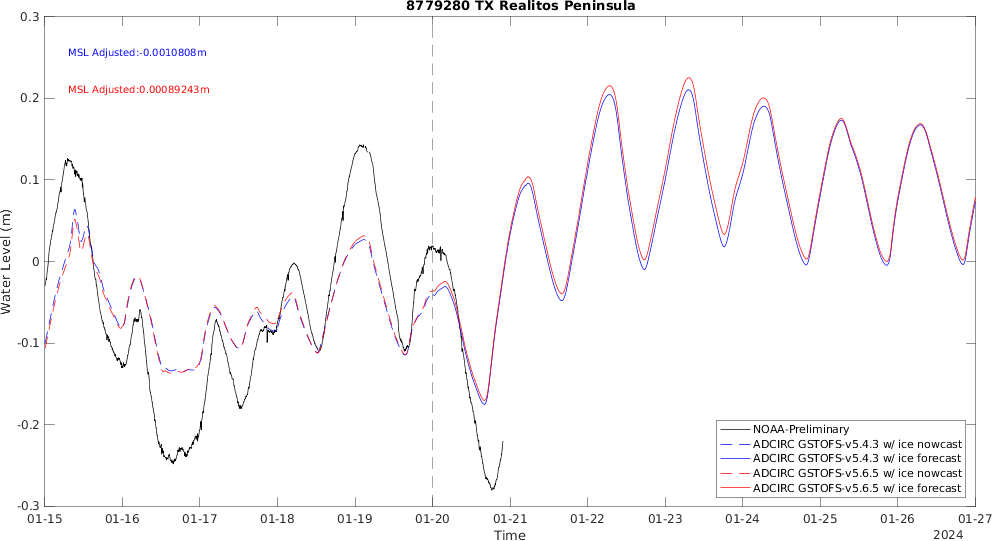 8779280 TX Realitos Peninsula
MSL Adjusted:-0.0010808m
MSL Adjusted:0.00089243m
Water Level (m)
0.3
0.2
0.1
0
-0.1
-0.2
-0.3
NOAA-Preliminary
ADCIRC GSTOFS-v5.4.3 w/ ice nowcast
ADCIRC GSTOFS-v5.4.3 w/ ice forecast
ADCIRC GSTOFS-v5.6.5 w/ ice nowcast
ADCIRC GSTOFS-v5.6.5 w/ ice forecast
01-15 01-16 01-17 01-18 01-19 01-20 01-21 01-22 01-23 01-24 01-25 01-26 01-27
Time
2024